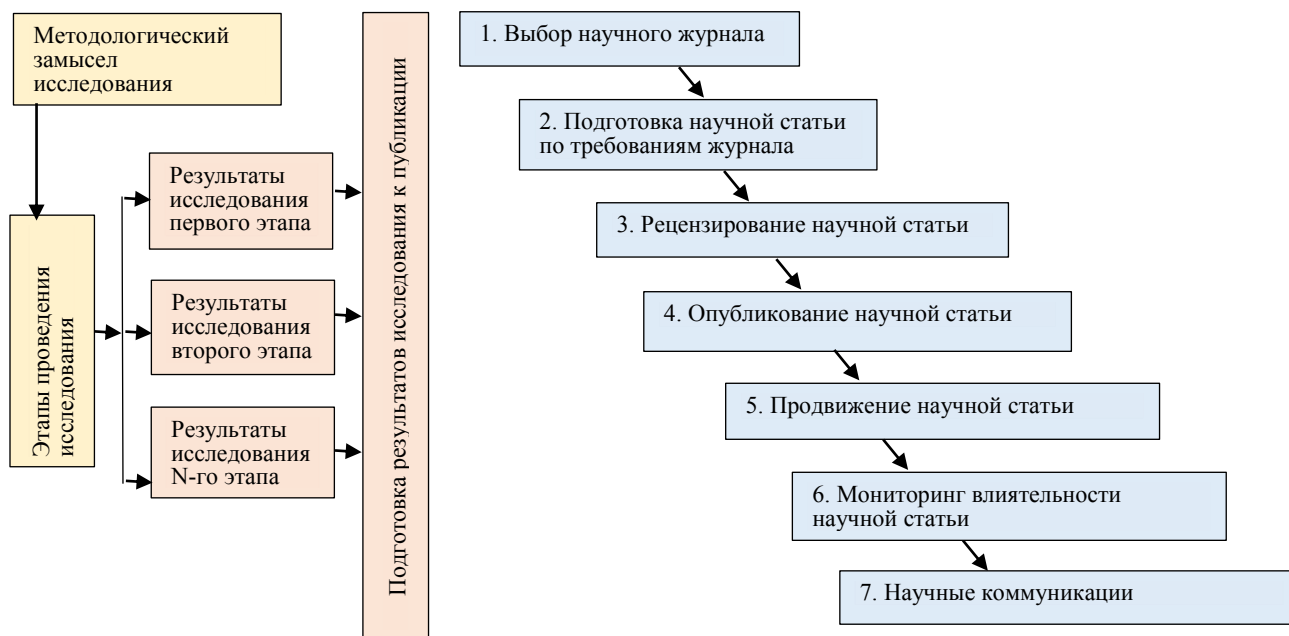 Методологический
замысел
исследования
Этапы проведения
исследования
Результаты
исследования
первого этапа
Результаты
исследования
второго этапа
Результаты
исследования
N-го этапа
Подготовка результатов исследования к публикации
1. Выбор научного журнала
2. Подготовка научной статьи
по требованиям журнала
3. Рецензирование научной статьи
4. Опубликование научной статьи
5. Продвижение научной статьи
6. Мониторинг влиятельности
научной статьи
7. Научные коммуникации